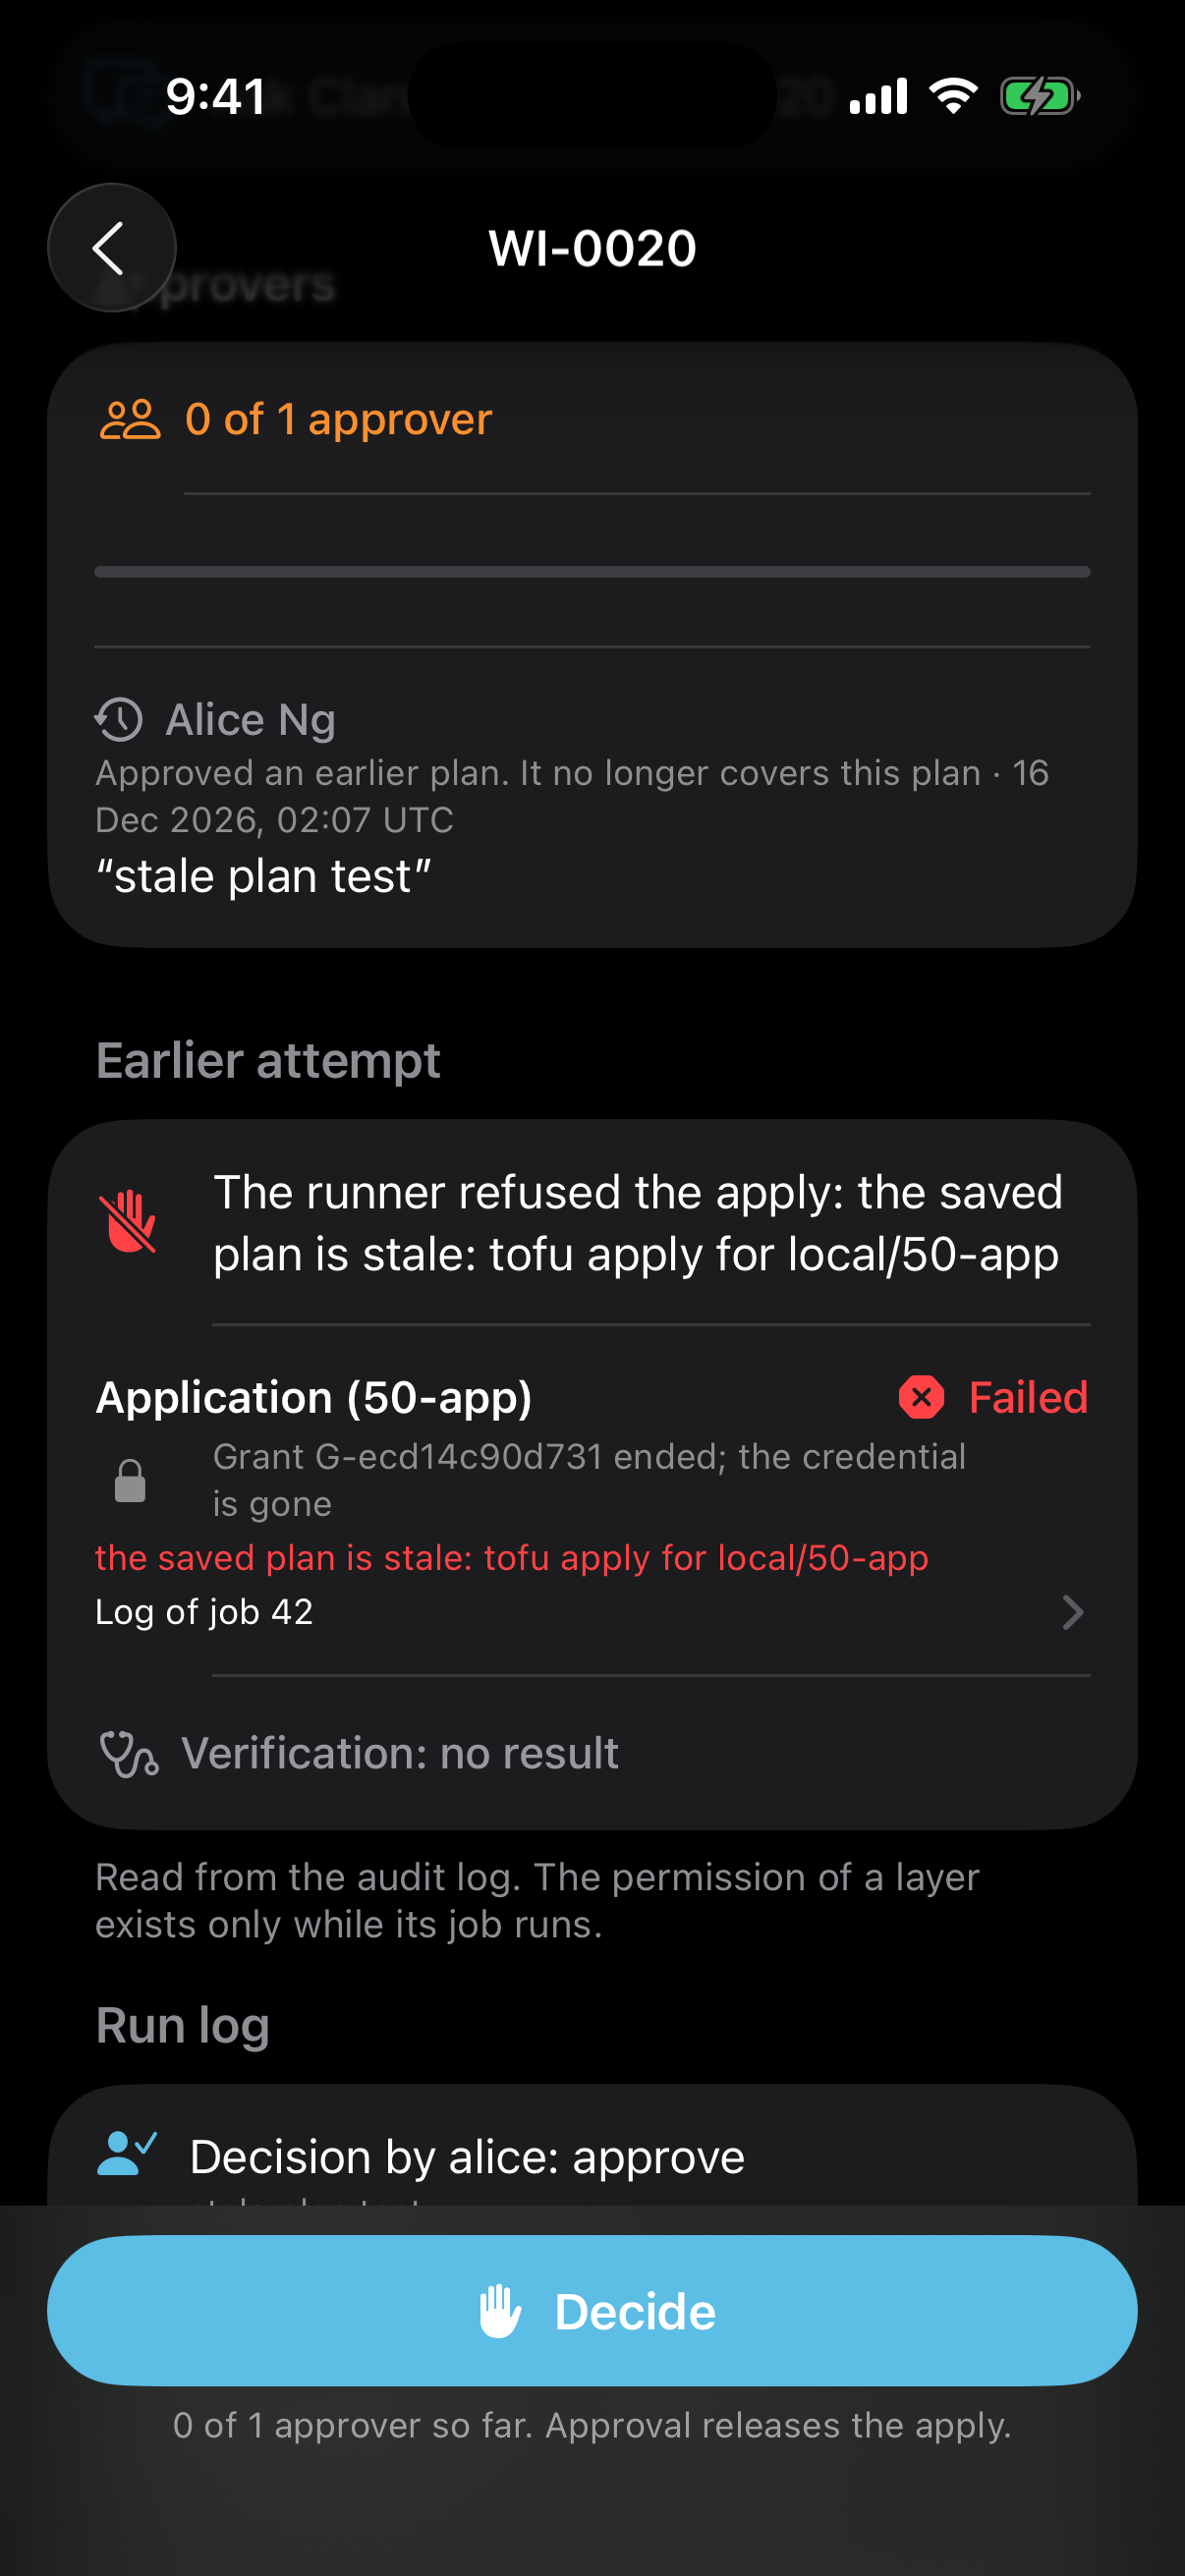 9:41
WI-0020
Approvers
0 of 1 approver
Alice Ng
Approved an earlier plan. It no longer covers this plan · 16
Dec 2026, 02:07 UTC
“stale plan test”
Earlier attempt
The runner refused the apply: the saved
plan is stale: tofu apply for local/50-app
Application (50-app)
Failed
Grant G-ecd14c90d731 ended; the credential
is gone
the saved plan is stale: tofu apply for local/50-app
Log of job 42
Verification: no result
Read from the audit log. The permission of a layer
exists only while its job runs.
Run log
Decision by alice: approve
Decide
0 of 1 approver so far. Approval releases the apply.